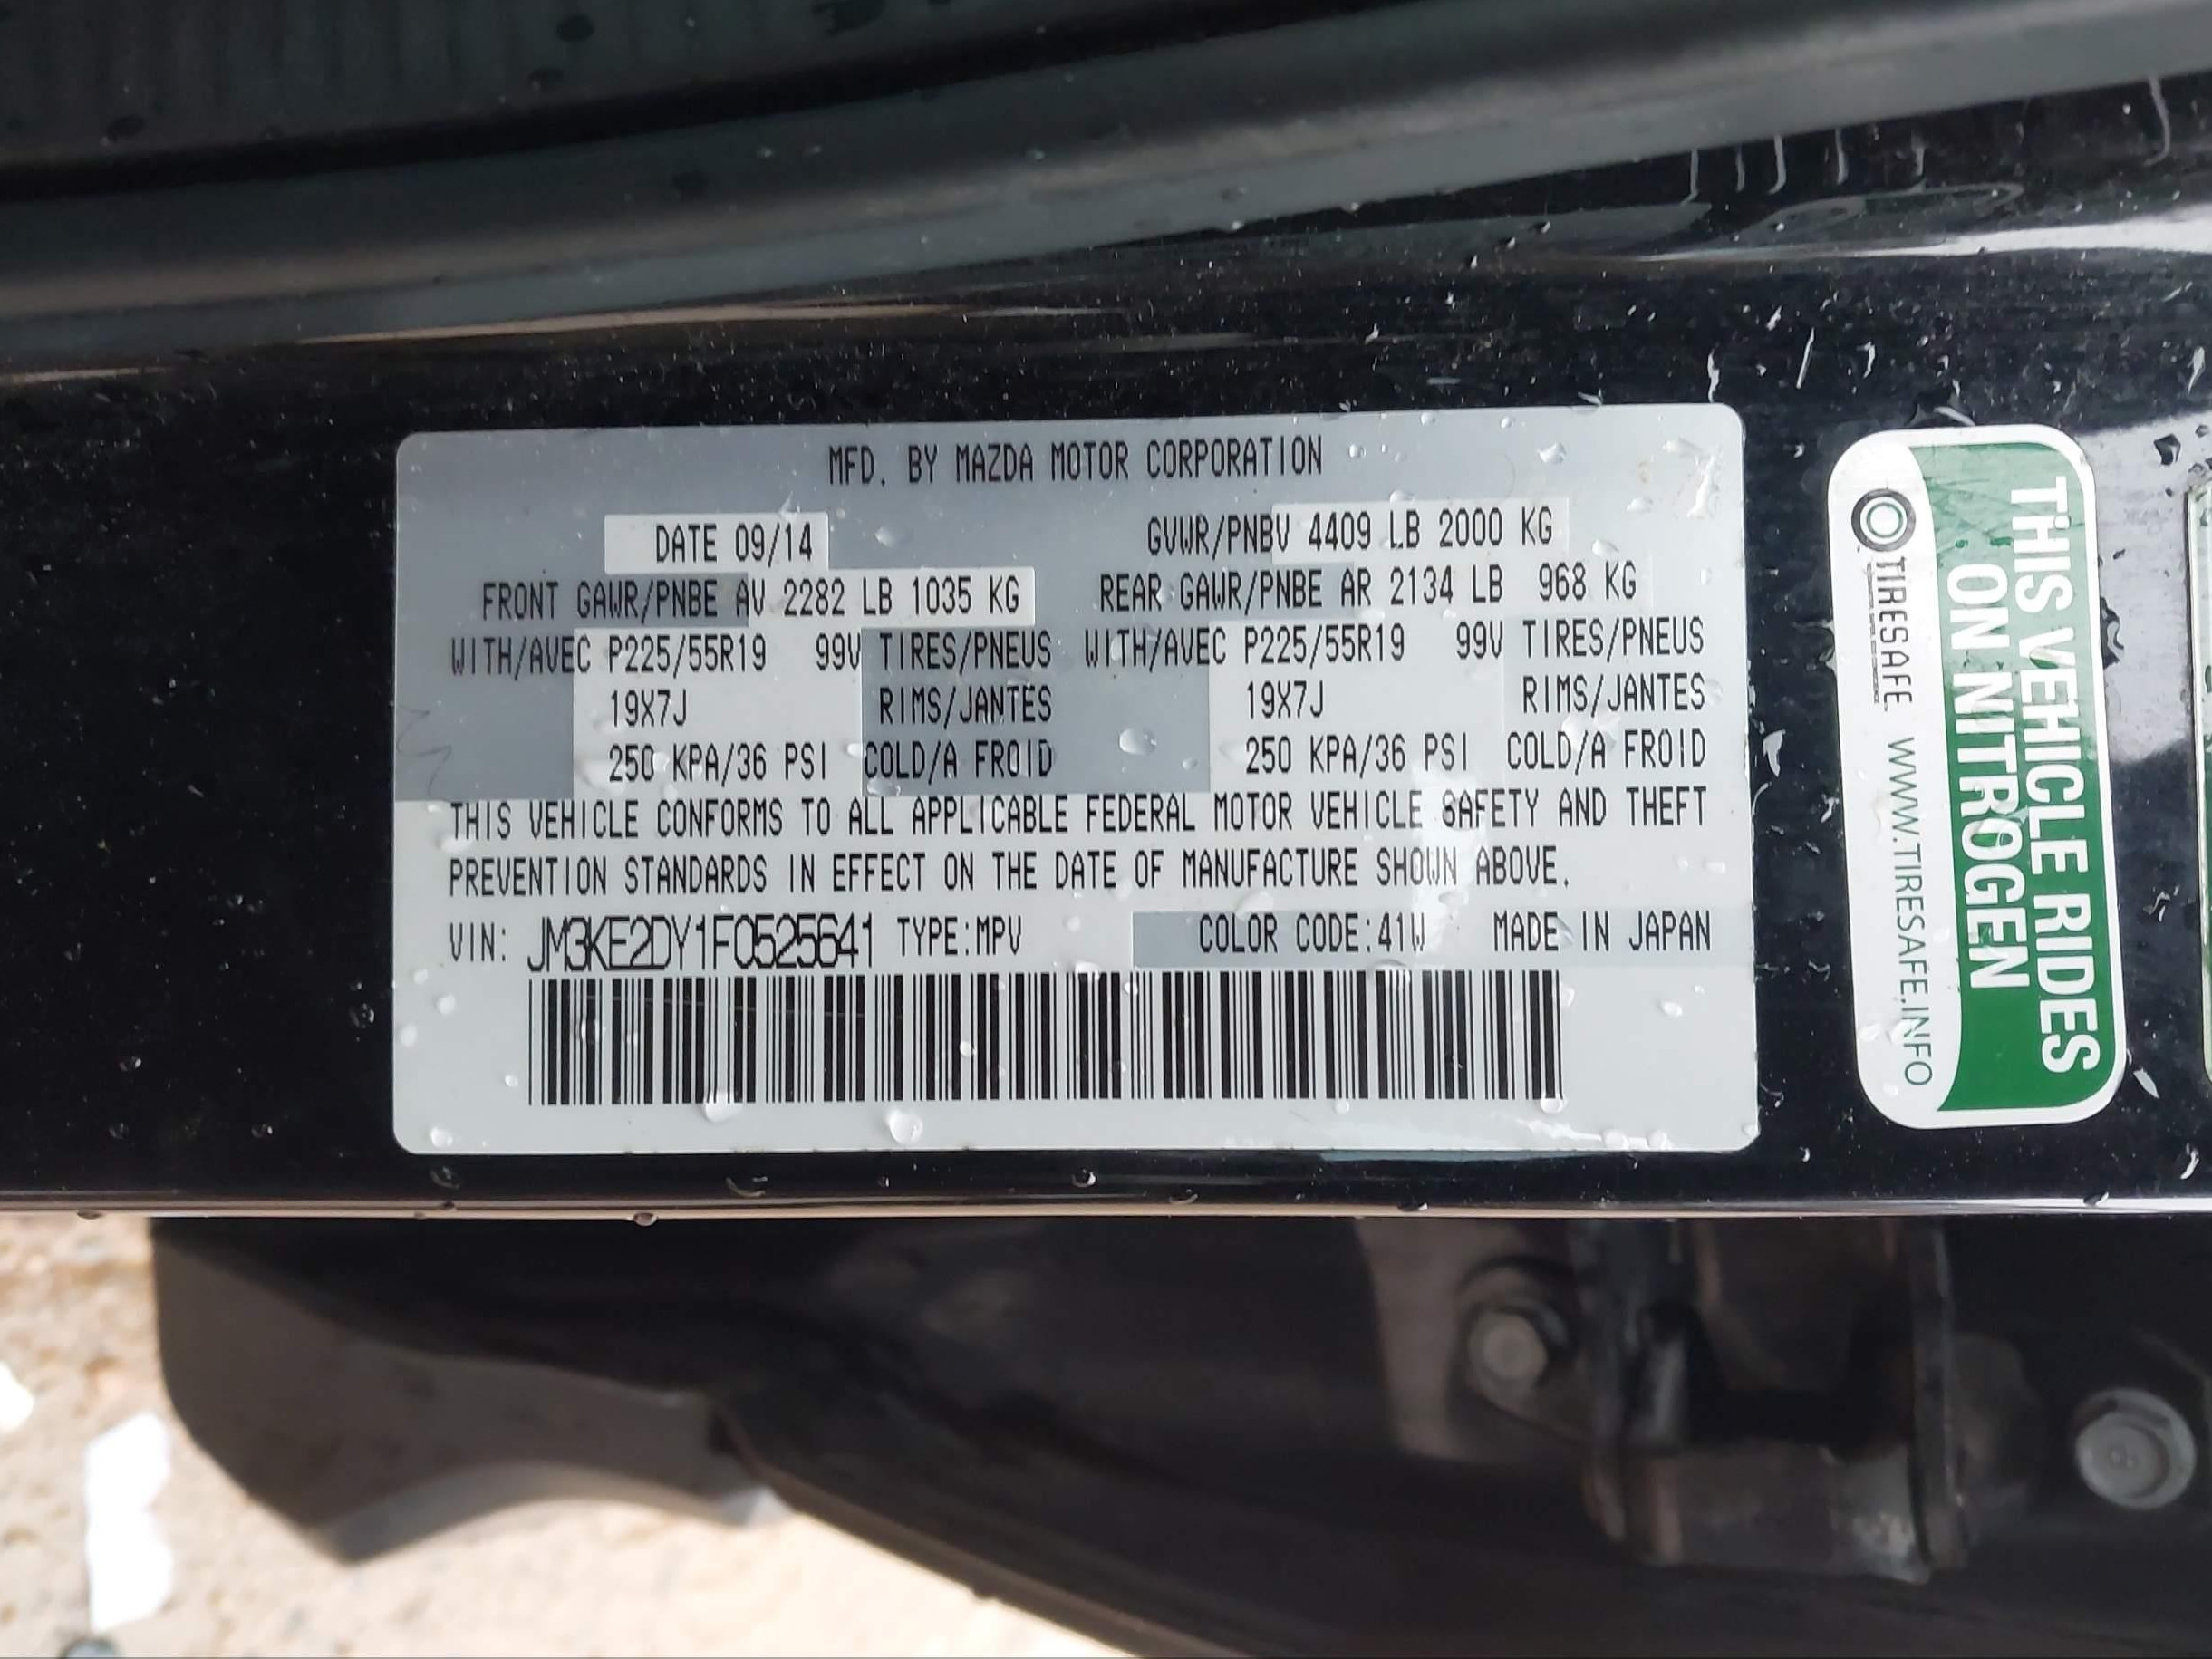 MFD. BY MAZDA MOTOR CORPORATION
DATE 09/14 GVWR/PNBV 4409 LB 2000 KG
FRONT GAWR/PNBE AV 2282 LB 1035 KG REAR GAWR/PNBE AR 2134 LB 968 KG
WITH/AVEC P225/55R19 99V TIRES/PNEUS WITH/AVEC P225/55R19 99V TIRES/PNEUS
19X7J RIMS/JANTES 19X7J RIMS/JANTES
250 KPA/36 PSI COLD/A FROID 250 KPA/36 PSI COLD/A FROID
THIS VEHICLE CONFORMS TO ALL APPLICABLE FEDERAL MOTOR VEHICLE SAFETY AND THEFT
PREVENTION STANDARDS IN EFFECT ON THE DATE OF MANUFACTURE SHOWN ABOVE.
VIN: JM3KE2DY1F0525641 TYPE:MPV COLOR CODE:41W MADE IN JAPAN
THIS VEHICLE RIDES
ON NITROGEN
TIRESAFE. WWW.TIRESAFE.INFO